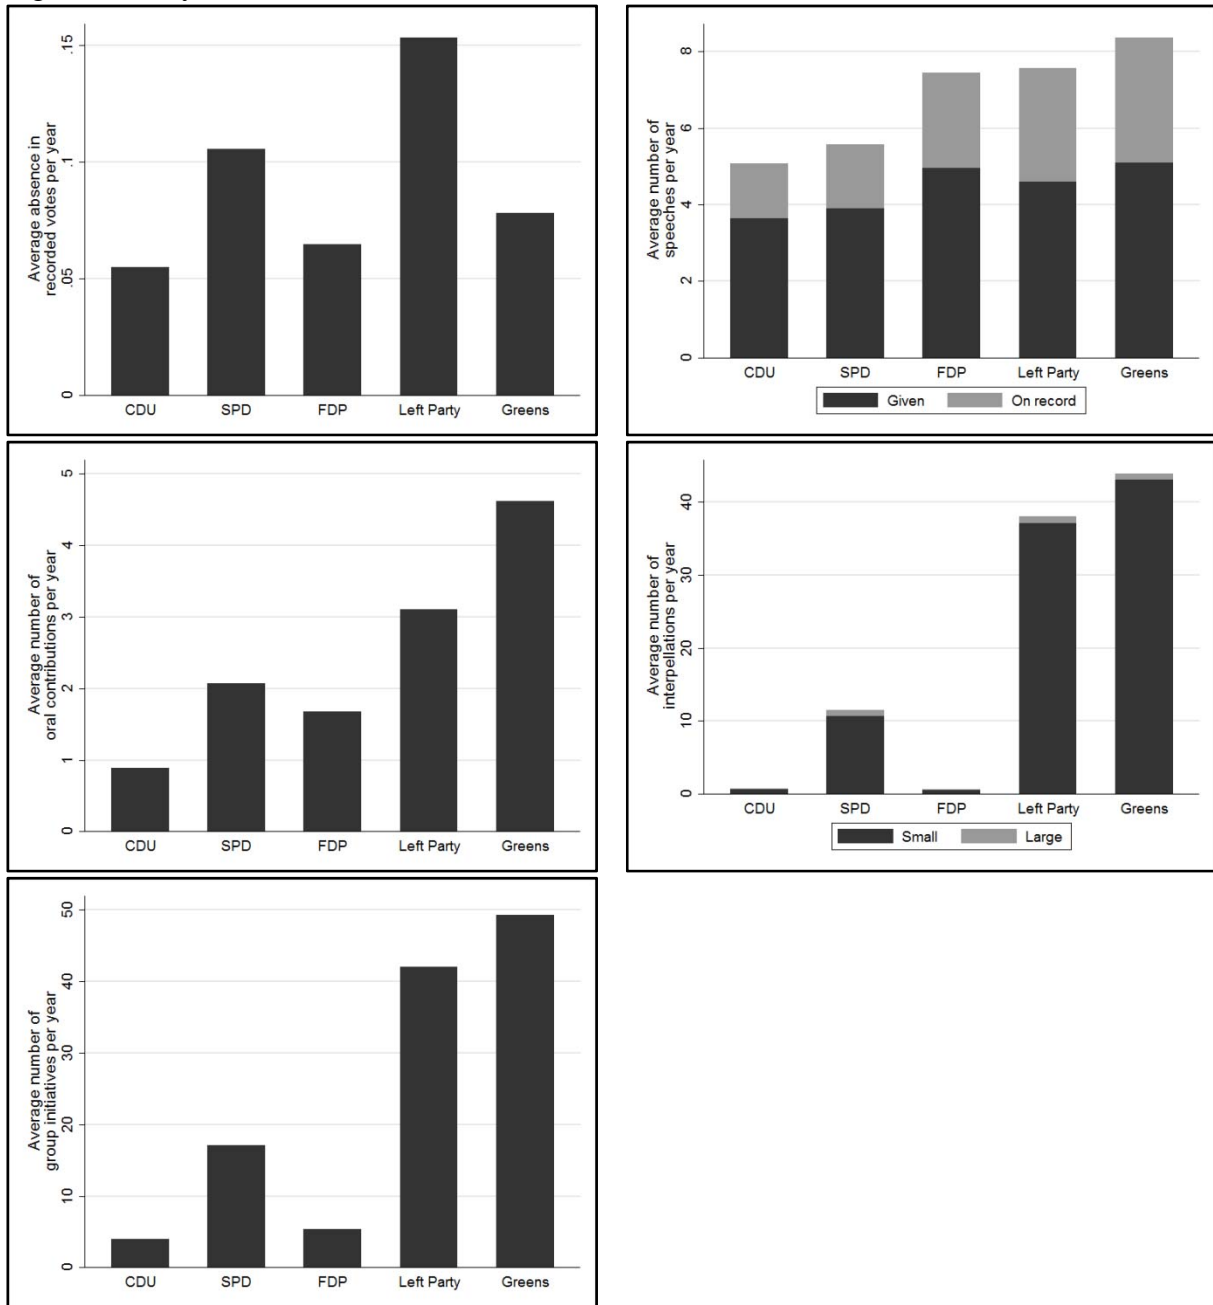 Average absence in
recorded votes per year
.15
.1
.05
0
CDU SPD FDP Left Party Greens
Average number of
speeches per year
8
6
4
2
0
CDU SPD FDP Left Party Greens
Given On record
Average number of
oral contributions per year
5
4
3
2
1
0
CDU SPD FDP Left Party Greens
Average number of
interpellations per year
40
30
20
10
0
CDU SPD FDP Left Party Greens
Small Large
Average number of
group initiatives per year
50
40
30
20
10
0
CDU SPD FDP Left Party Greens